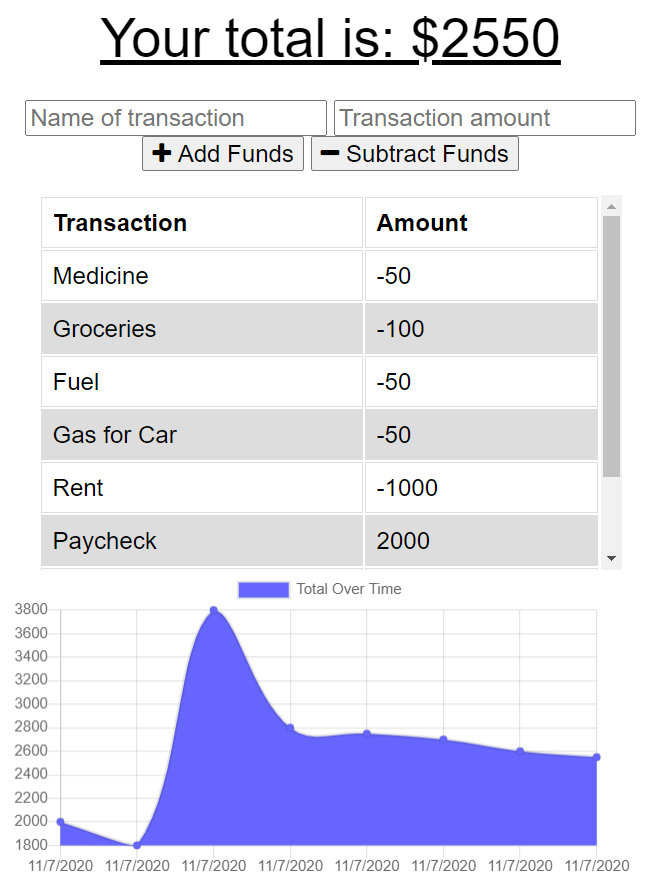 Your total is: $2550
Name of transaction Transaction amount
Add Funds Subtract Funds
Transaction Amount
Medicine -50
Groceries -100
Fuel -50
Gas for Car -50
Rent -1000
Paycheck 2000
Total Over Time
3800
3600
3400
3200
3000
2800
2600
2400
2200
2000
1800
11/7/2020 11/7/2020 11/7/2020 11/7/2020 11/7/2020 11/7/2020 11/7/2020 11/7/2020